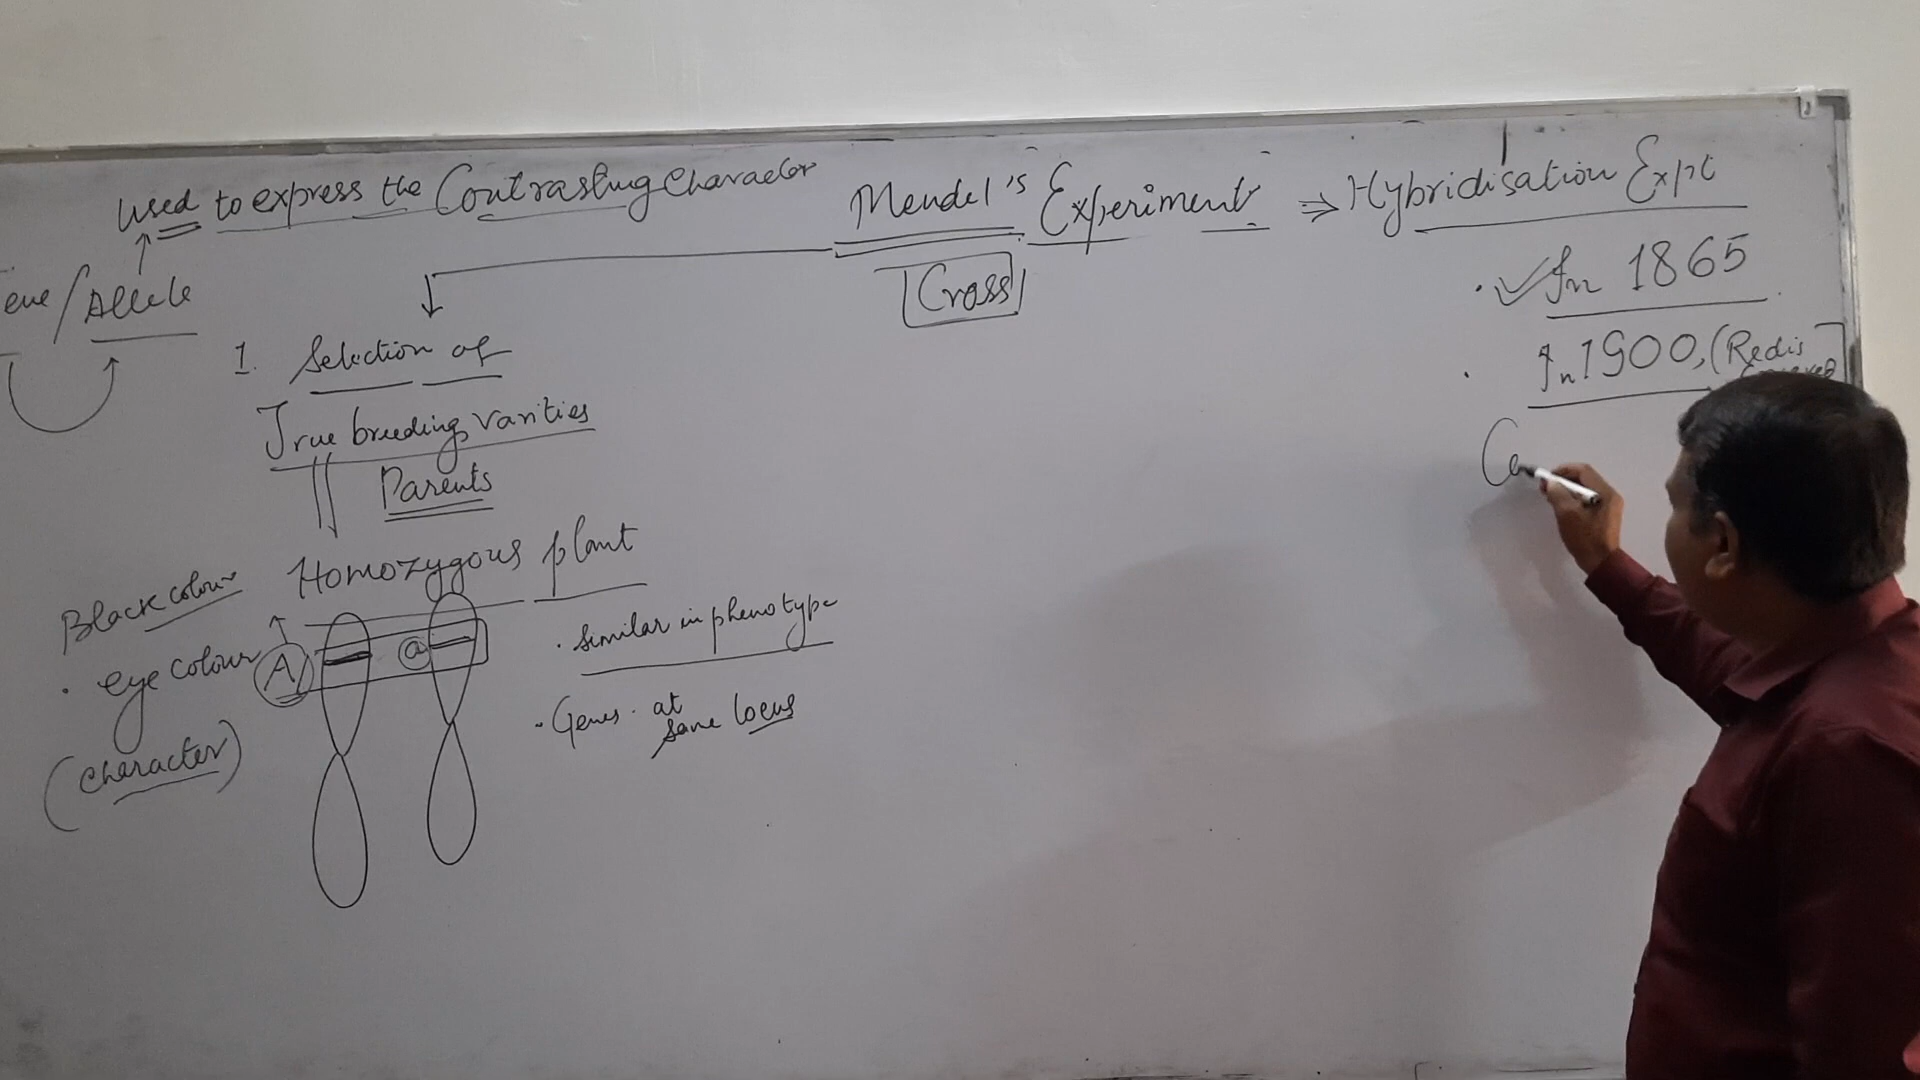 used to express the Contrasting Character
Mendel's Experiment ⇒ Hybridisation Expt
ene/Allele
Cross
✓ In 1865
In 1900, (Redis
1. Selection of
True breeding varities
Parents
Homozygous plant
Black colour
· eye colour
(character)
A
a
· Similar in phenotype
· Genes at
same locus